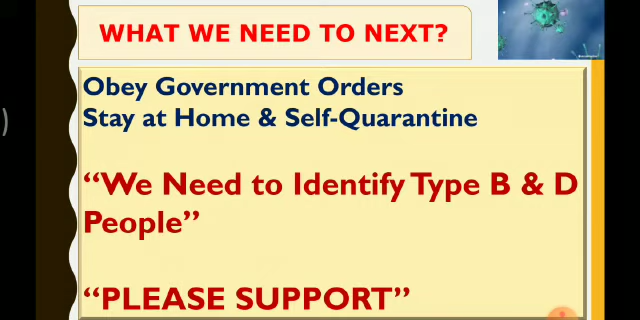 WHAT WE NEED TO NEXT?
Obey Government Orders
Stay at Home & Self-Quarantine
“We Need to Identify Type B & D
People”
“PLEASE SUPPORT”